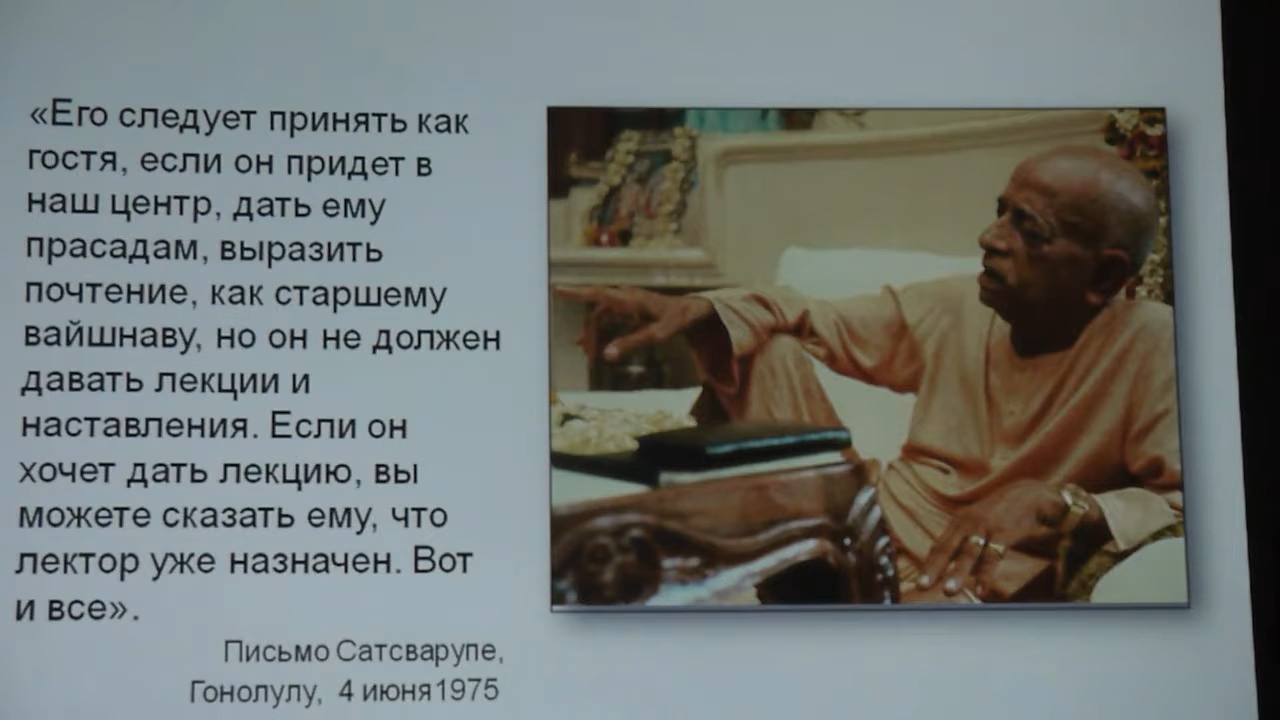 «Его следует принять как
гостя, если он придет в
наш центр, дать ему
прасадам, выразить
почтение, как старшему
вайшнаву, но он не должен
давать лекции и
наставления. Если он
хочет дать лекцию, вы
можете сказать ему, что
лектор уже назначен. Вот
и все».
Письмо Сатсварупе,
Гонолулу, 4 июня1975